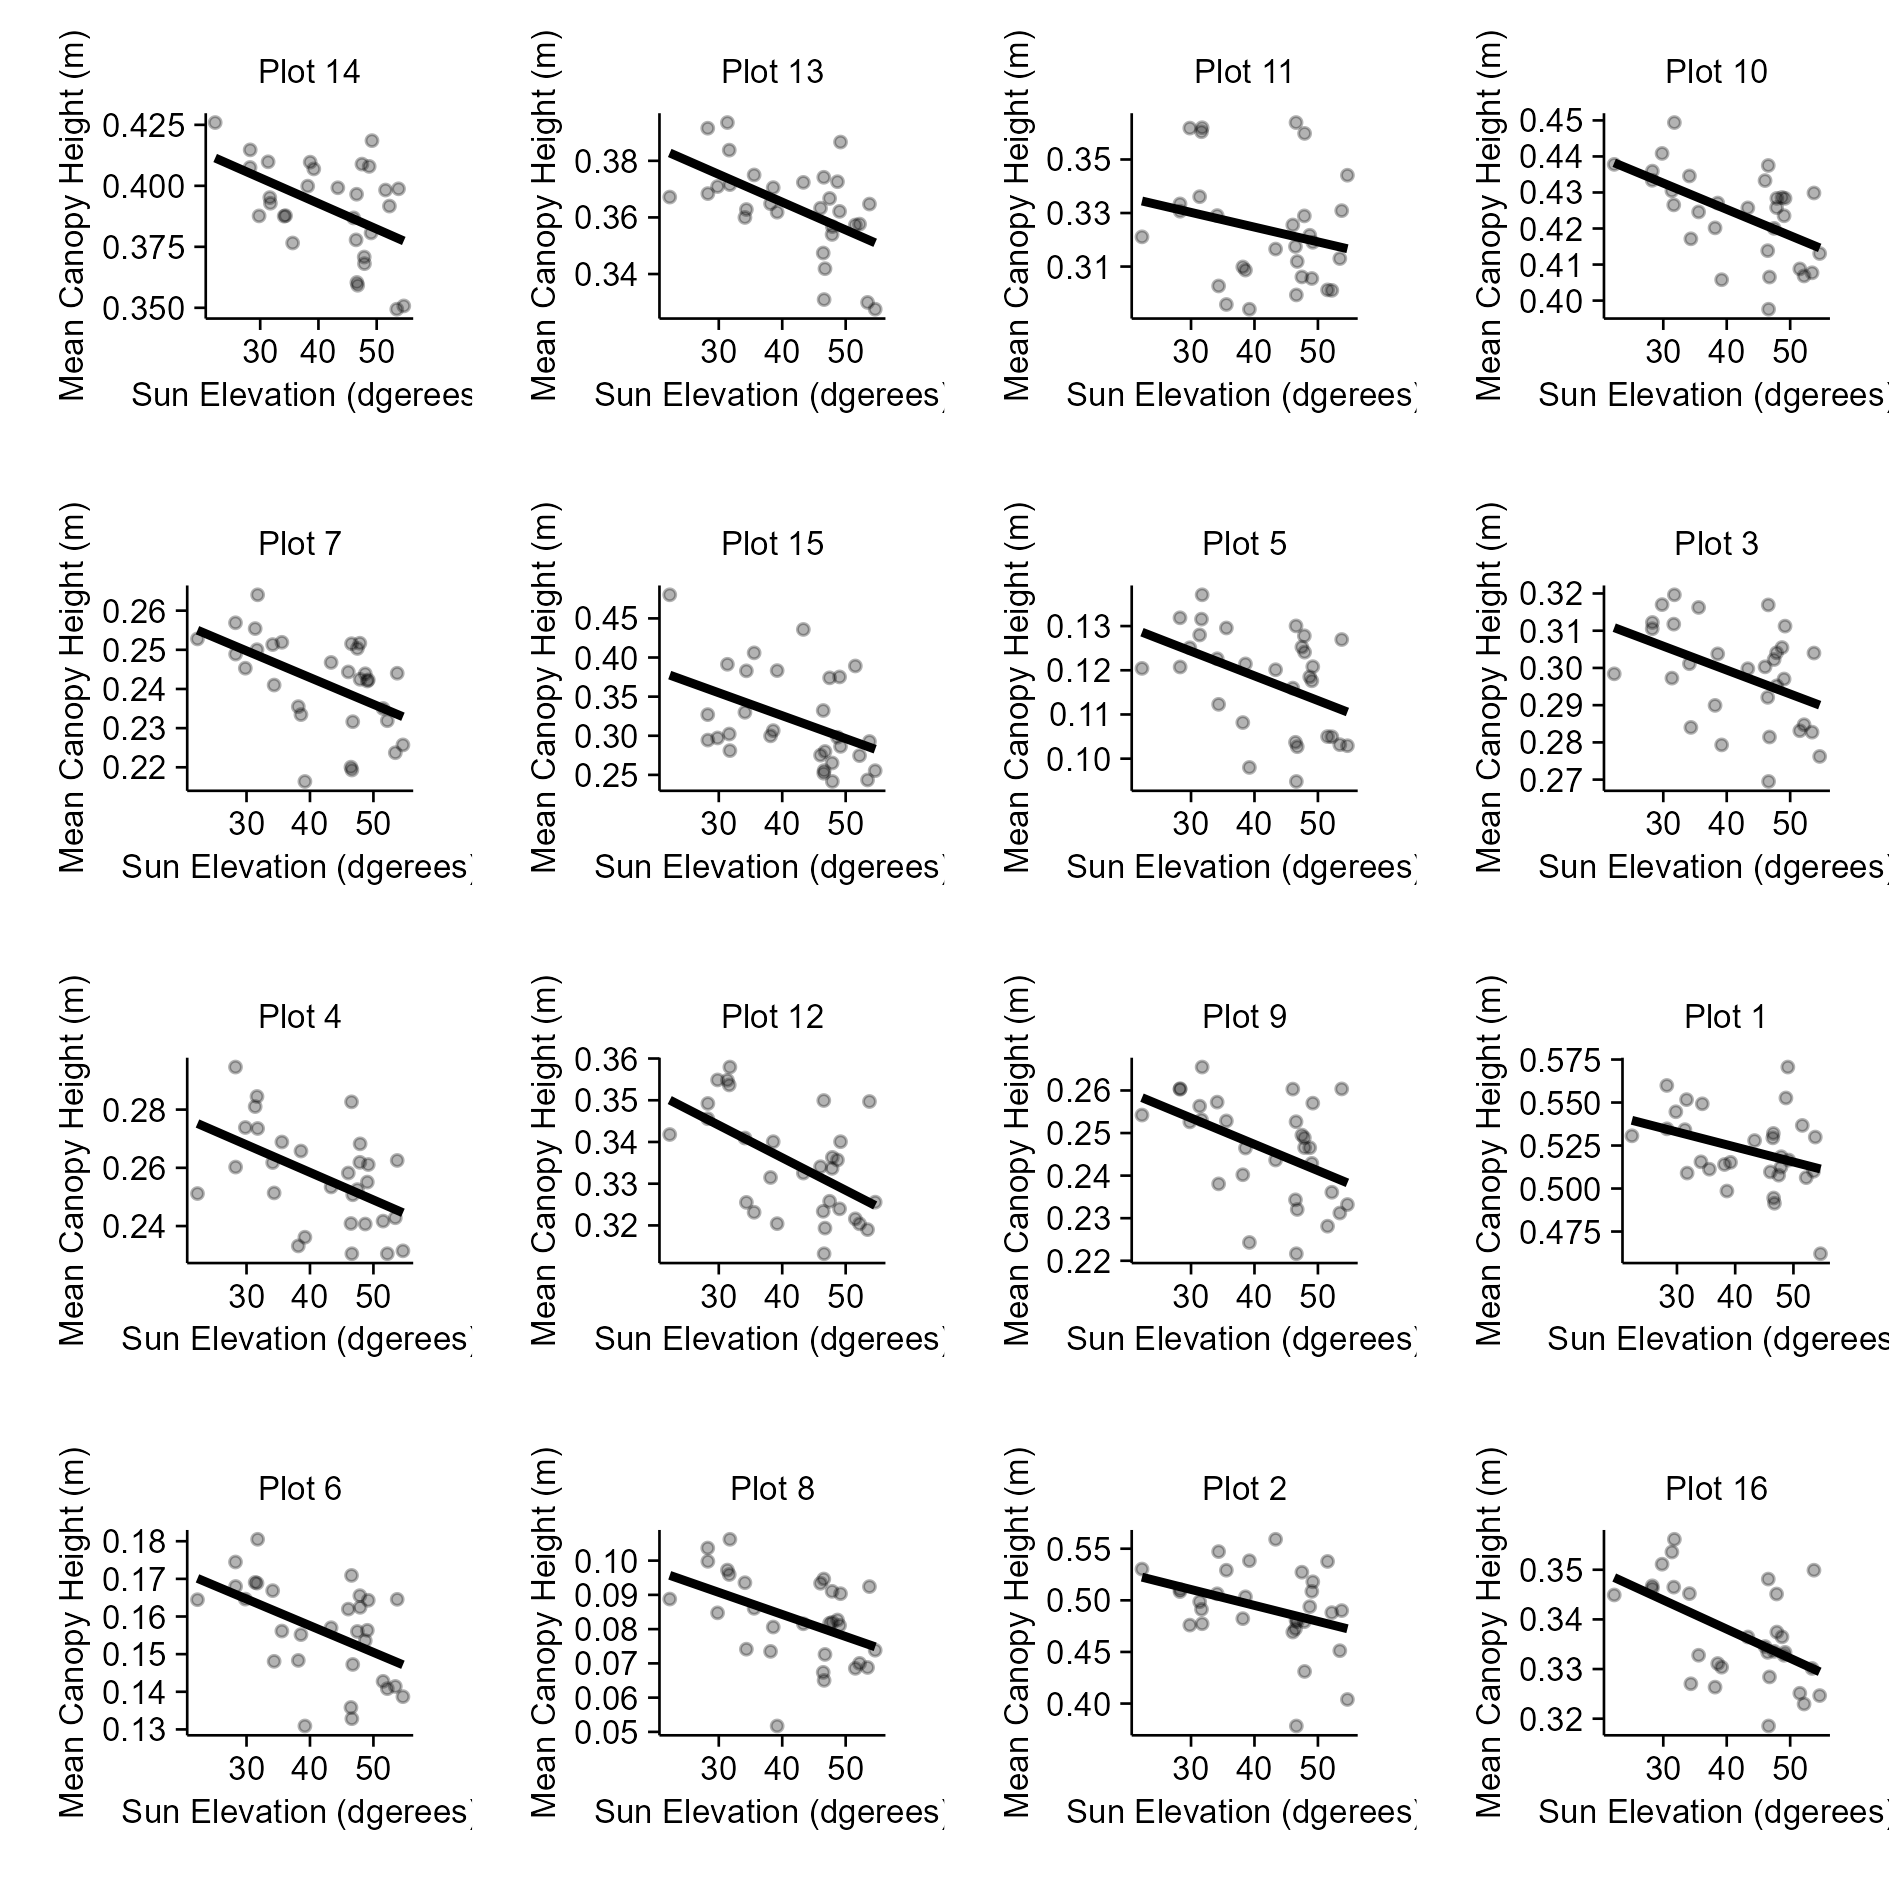 Plot 14
Mean Canopy Height (m)
0.425
0.400
0.375
0.350
30 40 50
Sun Elevation (dgerees
Plot 13
Mean Canopy Height (m)
0.38
0.36
0.34
30 40 50
Sun Elevation (dgerees)
Plot 11
Mean Canopy Height (m)
0.35
0.33
0.31
30 40 50
Sun Elevation (dgerees)
Plot 10
Mean Canopy Height (m)
0.45
0.44
0.43
0.42
0.41
0.40
30 40 50
Sun Elevation (dgerees)
Plot 7
Mean Canopy Height (m)
0.26
0.25
0.24
0.23
0.22
30 40 50
Sun Elevation (dgerees)
Plot 15
Mean Canopy Height (m)
0.45
0.40
0.35
0.30
0.25
30 40 50
Sun Elevation (dgerees)
Plot 5
Mean Canopy Height (m)
0.13
0.12
0.11
0.10
30 40 50
Sun Elevation (dgerees)
Plot 3
Mean Canopy Height (m)
0.32
0.31
0.30
0.29
0.28
0.27
30 40 50
Sun Elevation (dgerees)
Plot 4
Mean Canopy Height (m)
0.28
0.26
0.24
30 40 50
Sun Elevation (dgerees)
Plot 12
Mean Canopy Height (m)
0.36
0.35
0.34
0.33
0.32
30 40 50
Sun Elevation (dgerees)
Plot 9
Mean Canopy Height (m)
0.26
0.25
0.24
0.23
0.22
30 40 50
Sun Elevation (dgerees)
Plot 1
Mean Canopy Height (m)
0.575
0.550
0.525
0.500
0.475
30 40 50
Sun Elevation (dgerees
Plot 6
Mean Canopy Height (m)
0.18
0.17
0.16
0.15
0.14
0.13
30 40 50
Sun Elevation (dgerees)
Plot 8
Mean Canopy Height (m)
0.10
0.09
0.08
0.07
0.06
0.05
30 40 50
Sun Elevation (dgerees)
Plot 2
Mean Canopy Height (m)
0.55
0.50
0.45
0.40
30 40 50
Sun Elevation (dgerees)
Plot 16
Mean Canopy Height (m)
0.35
0.34
0.33
0.32
30 40 50
Sun Elevation (dgerees)